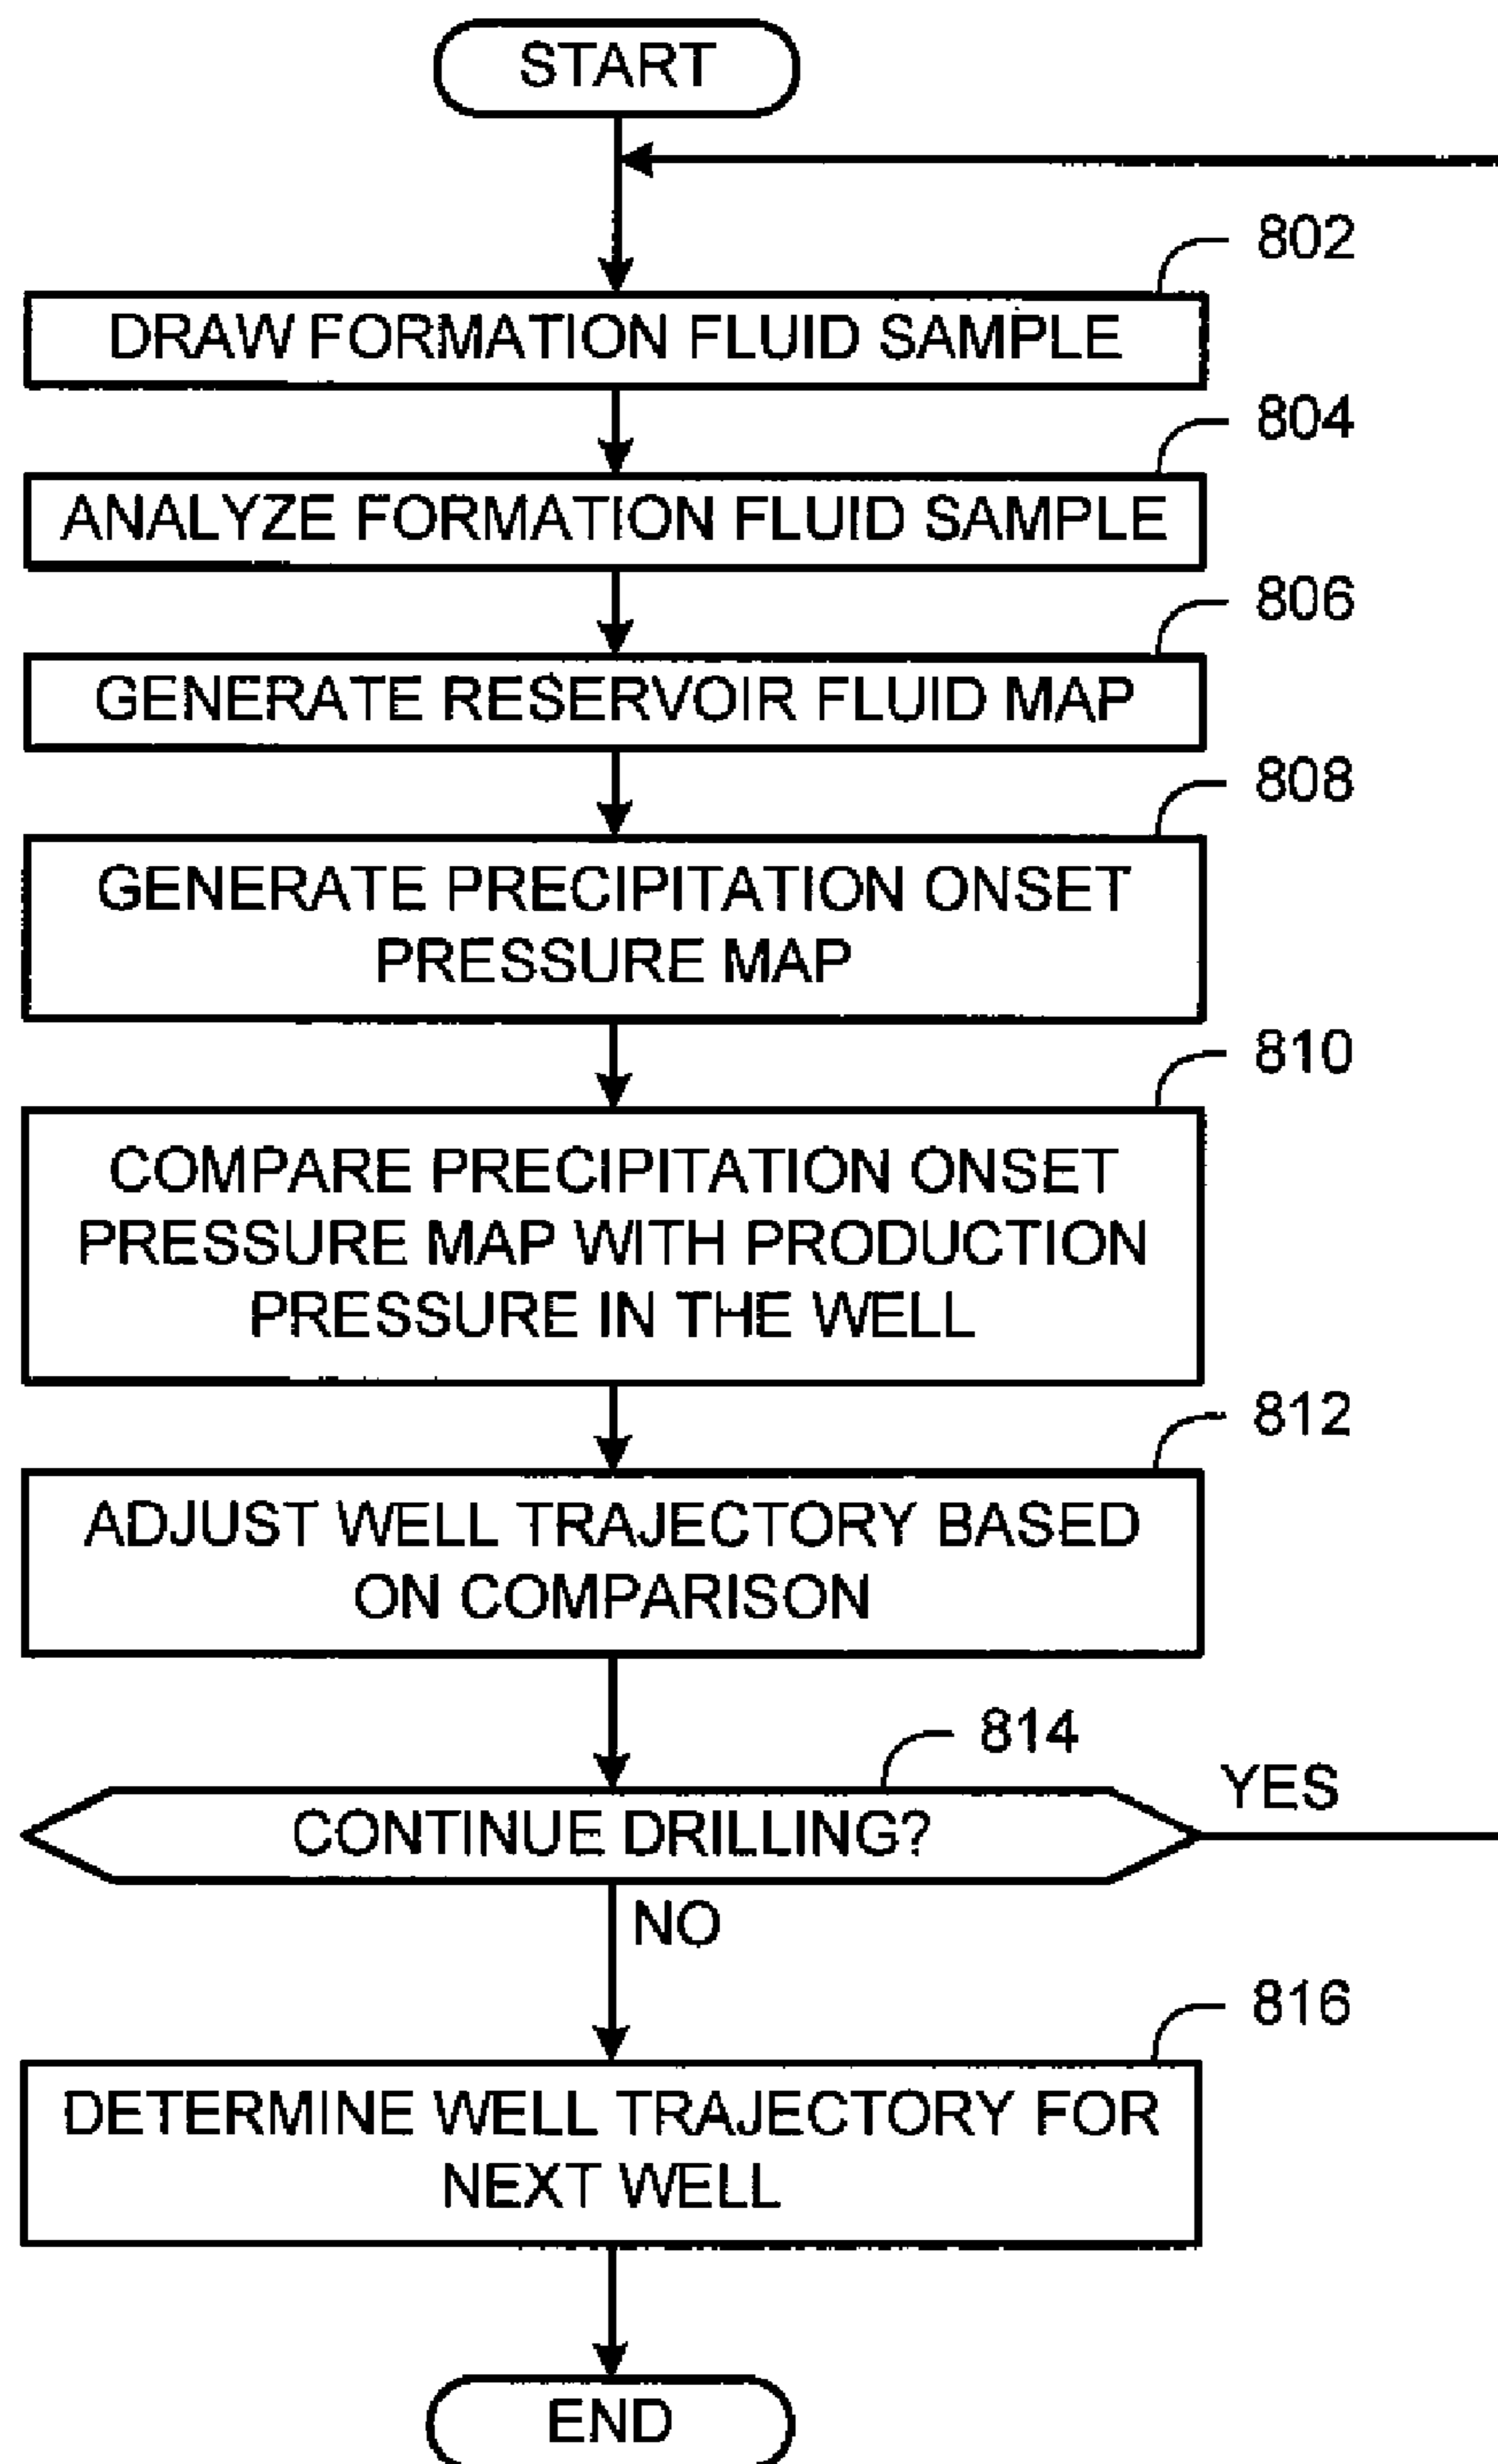 START
802
DRAW FORMATION FLUID SAMPLE
804
ANALYZE FORMATION FLUID SAMPLE
806
GENERATE RESERVOIR FLUID MAP
808
GENERATE PRECIPITATION ONSET
PRESSURE MAP
810
COMPARE PRECIPITATION ONSET
PRESSURE MAP WITH PRODUCTION
PRESSURE IN THE WELL
812
ADJUST WELL TRAJECTORY BASED
ON COMPARISON
814
YES
CONTINUE DRILLING?
NO
816
DETERMINE WELL TRAJECTORY FOR
NEXT WELL
END